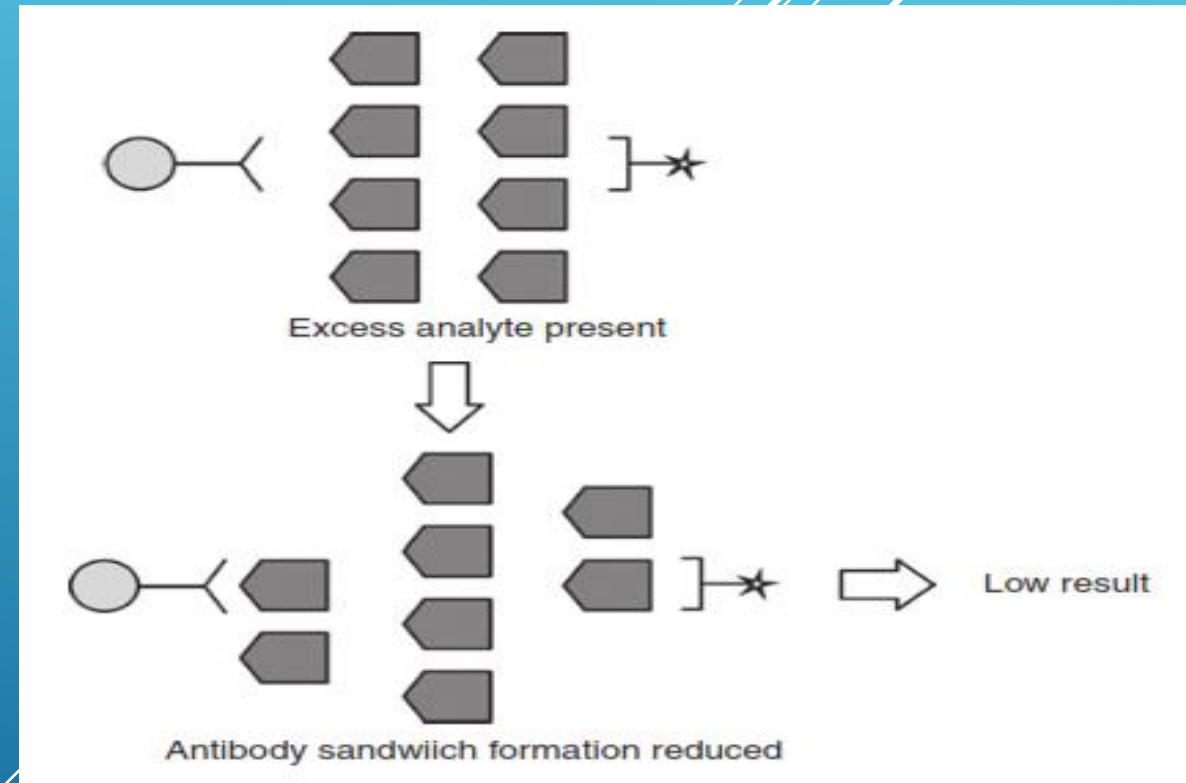 Excess analyte present
Low result
Antibody sandwiich formation reduced